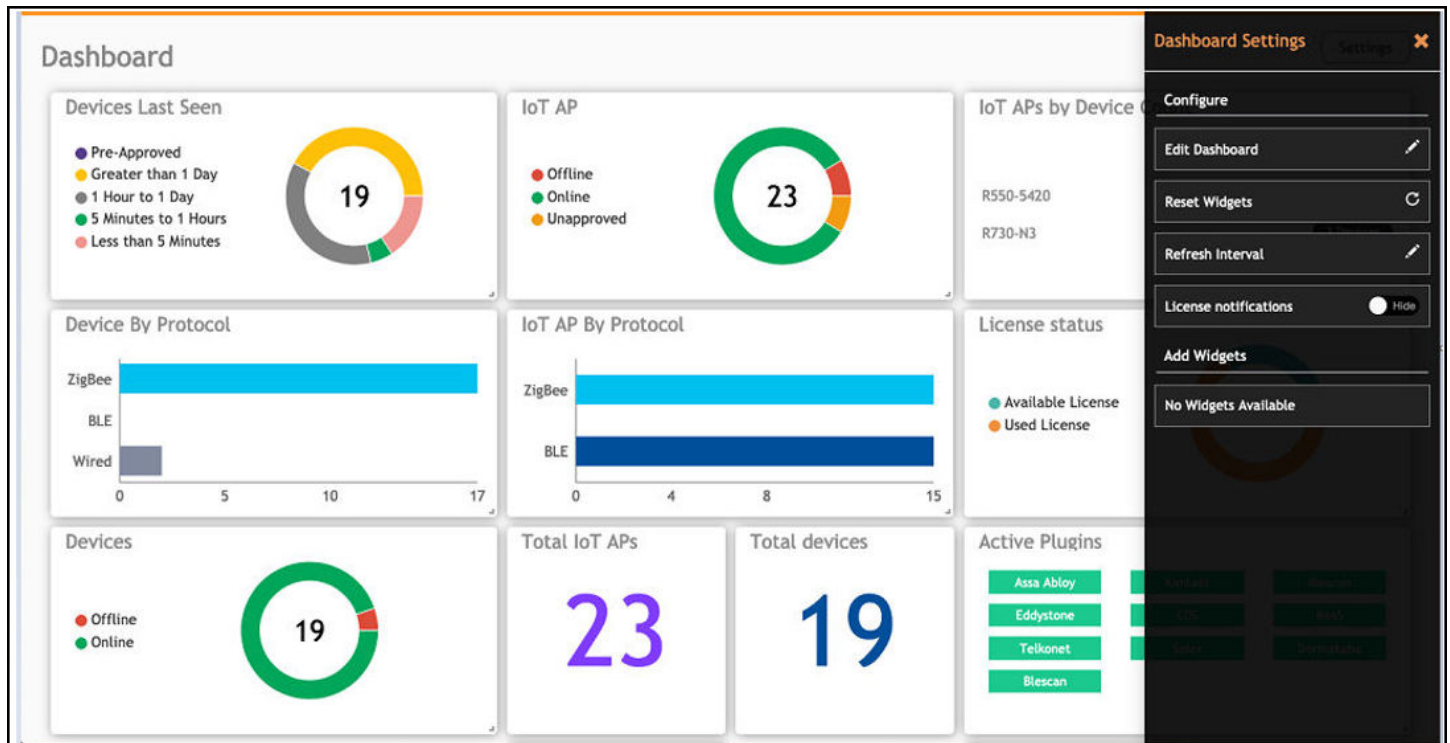 Dashboard
Devices Last Seen
Pre-Approved
Greater than 1 Day
1 Hour to 1 Day
5 Minutes to 1 Hours
Less than 5 Minutes
19
IoT AP
Offline
Online
Unapproved
23
IoT APs by Device
R550-5420
R730-N3
Device By Protocol
ZigBee
BLE
Wired
0 5 10 17
IoT AP By Protocol
ZigBee
BLE
0 4 8 15
License status
Available License
Used License
Devices
Offline
Online
19
Total IoT APs
23
Total devices
19
Active Plugins
Assa Abloy
Eddystone
Telkonet
Blescan
Dashboard Settings
Settings
Configure
Edit Dashboard
Reset Widgets
Refresh Interval
License notifications
Hide
Add Widgets
No Widgets Available